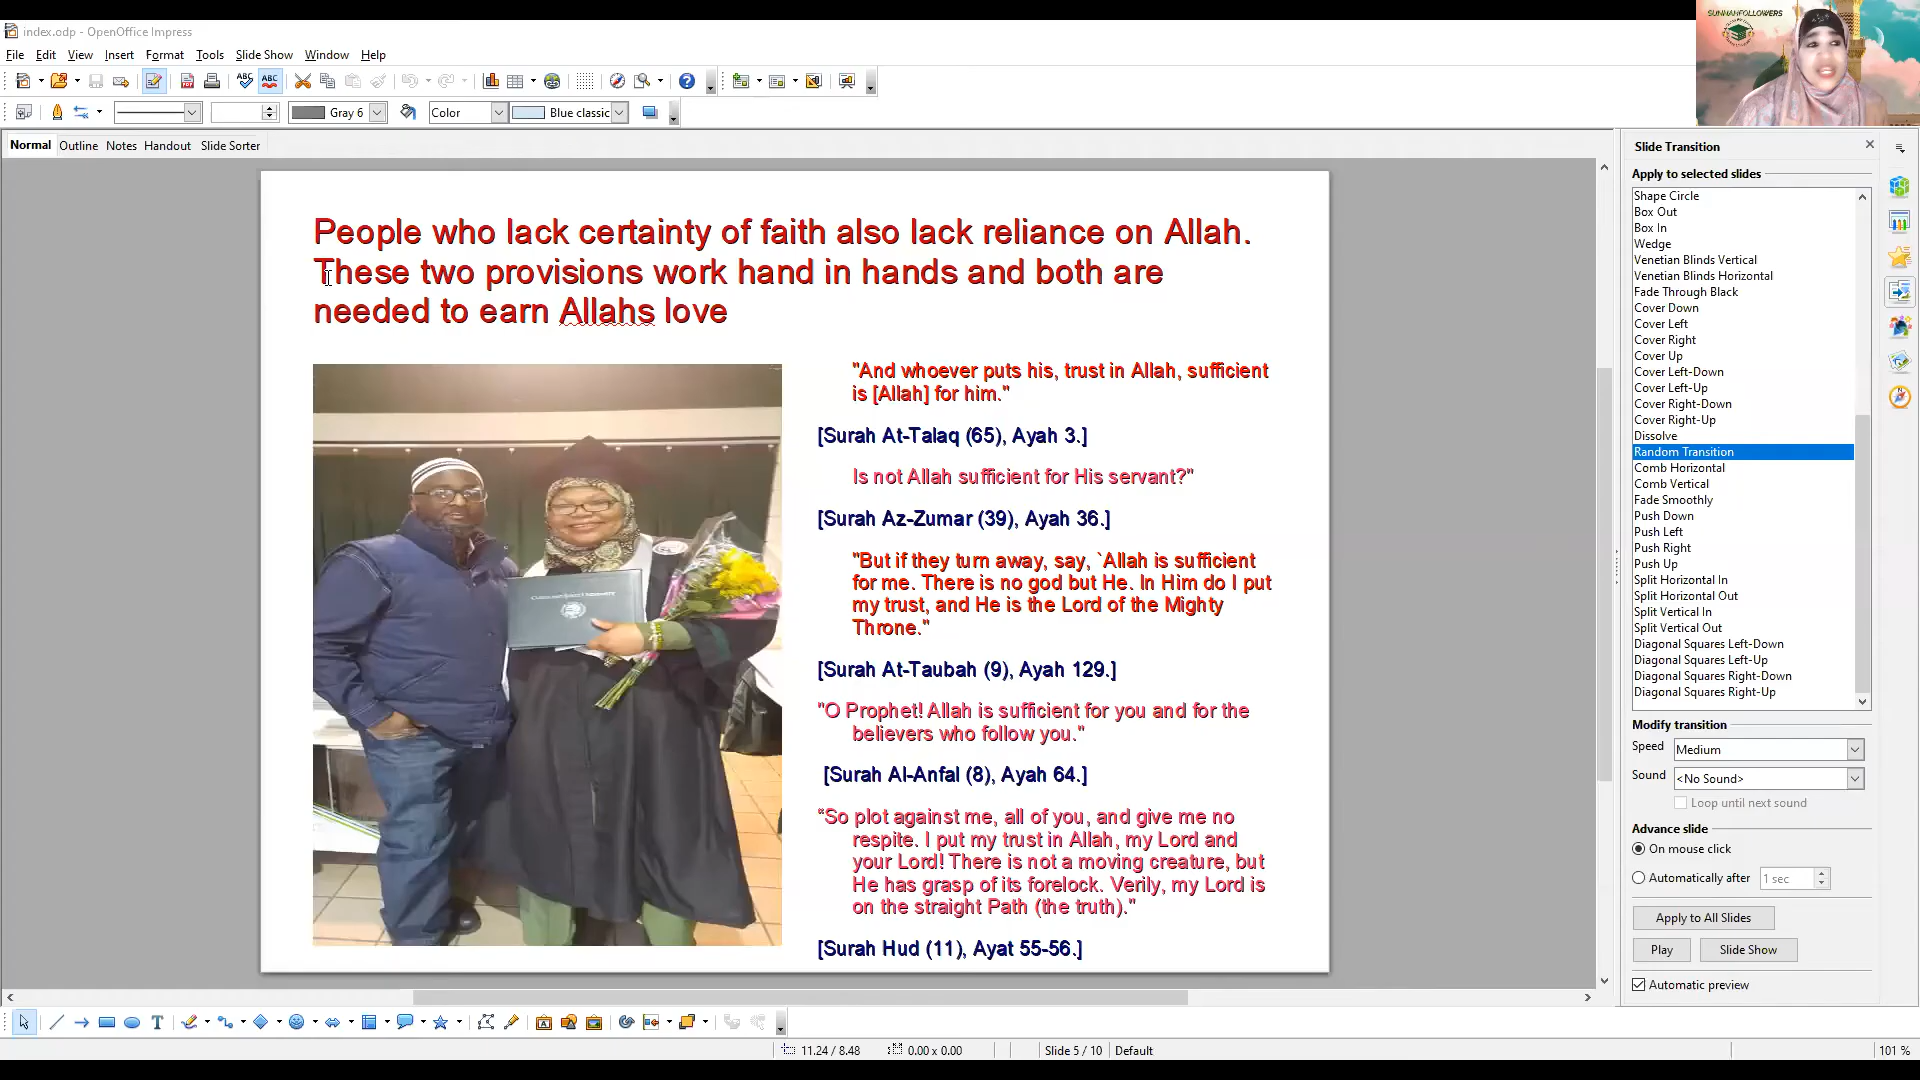 index.odp - OpenOffice Impress
SUNNAHFOLLOWERS
File Edit View Insert Format Tools Slide Show Window Help
Gray 6 Color Blue classic
Normal Outline Notes Handout Slide Sorter
People who lack certainty of faith also lack reliance on Allah.
These two provisions work hand in hands and both are
needed to earn Allahs love
"And whoever puts his, trust in Allah, sufficient
is [Allah] for him."
[Surah At-Talaq (65), Ayah 3.]
Is not Allah sufficient for His servant?"
[Surah Az-Zumar (39), Ayah 36.]
"But if they turn away, say, `Allah is sufficient
for me. There is no god but He. In Him do I put
my trust, and He is the Lord of the Mighty
Throne."
[Surah At-Taubah (9), Ayah 129.]
"O Prophet! Allah is sufficient for you and for the
believers who follow you."
[Surah Al-Anfal (8), Ayah 64.]
“So plot against me, all of you, and give me no
respite. I put my trust in Allah, my Lord and
your Lord! There is not a moving creature, but
He has grasp of its forelock. Verily, my Lord is
on the straight Path (the truth)."
[Surah Hud (11), Ayat 55-56.]
Slide Transition
Apply to selected slides
Shape Circle
Box Out
Box In
Wedge
Venetian Blinds Vertical
Venetian Blinds Horizontal
Fade Through Black
Cover Down
Cover Left
Cover Right
Cover Up
Cover Left-Down
Cover Left-Up
Cover Right-Down
Cover Right-Up
Dissolve
Random Transition
Comb Horizontal
Comb Vertical
Fade Smoothly
Push Down
Push Left
Push Right
Push Up
Split Horizontal In
Split Horizontal Out
Split Vertical In
Split Vertical Out
Diagonal Squares Left-Down
Diagonal Squares Left-Up
Diagonal Squares Right-Down
Diagonal Squares Right-Up
Modify transition
Speed Medium
Sound <No Sound>
Loop until next sound
Advance slide
On mouse click
Automatically after 1 sec
Apply to All Slides
Play Slide Show
Automatic preview
11.24 / 8.48 0.00 x 0.00 Slide 5 / 10 Default 101 %